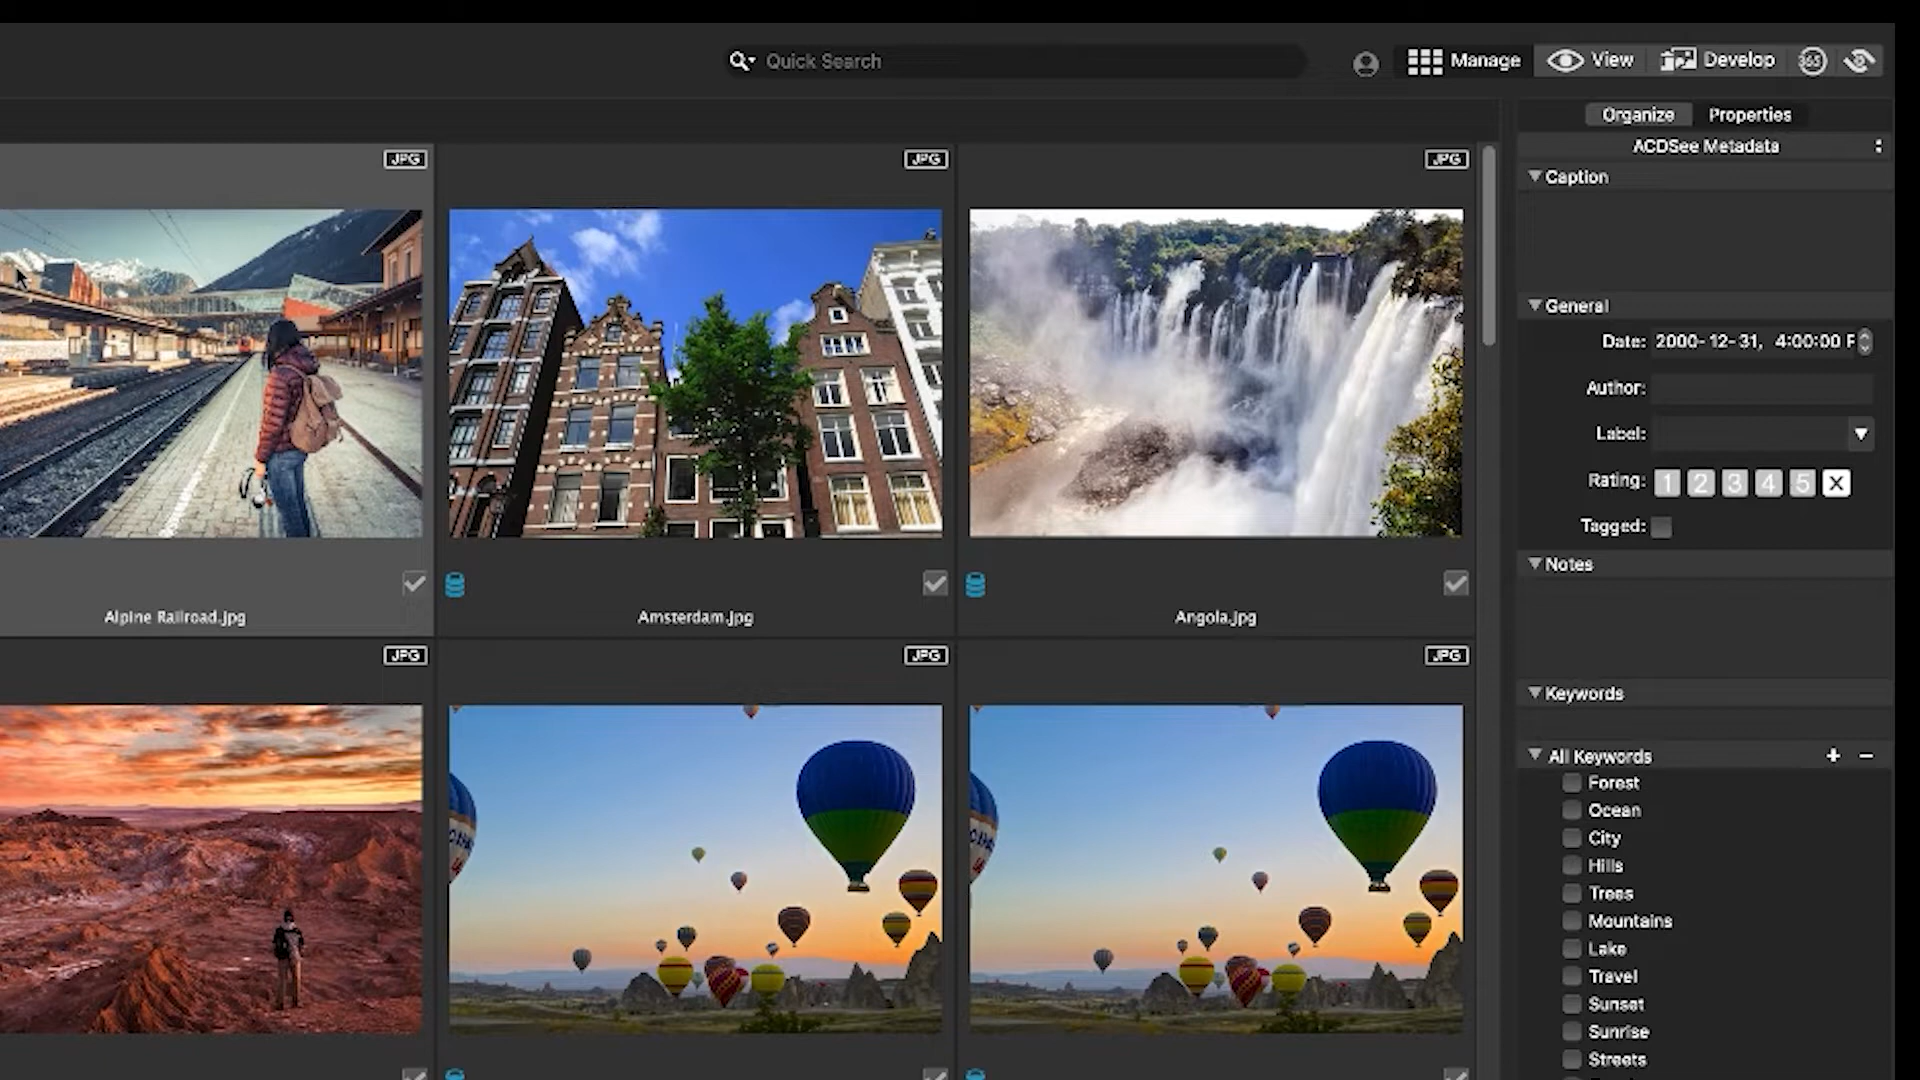 Quick Search
Manage
View
Develop
365
Organize
Properties
ACDSee Metadata
Caption
General
Date: 2000-12-31, 4:00:00 P
Author:
Label:
Rating: 1 2 3 4 5 X
Tagged:
Notes
Keywords
All Keywords + −
Forest
Ocean
City
Hills
Trees
Mountains
Lake
Travel
Sunset
Sunrise
Streets
JPG
JPG
JPG
Alpine Railroad.jpg
Amsterdam.jpg
Angola.jpg
JPG
JPG
JPG